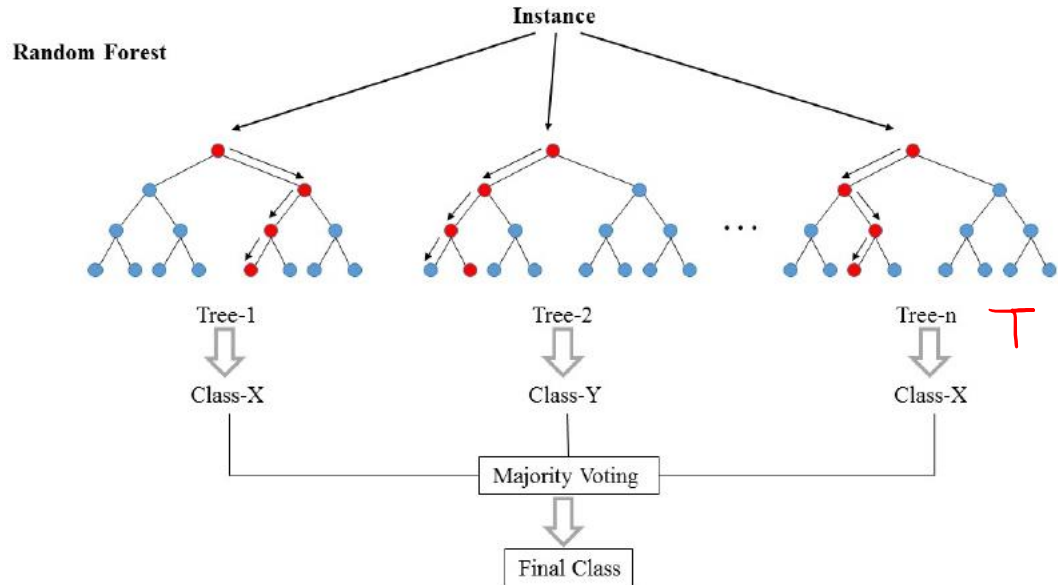 Instance
Random Forest
...
Tree-1 Tree-2 Tree-n T
Class-X Class-Y Class-X
Majority Voting
Final Class